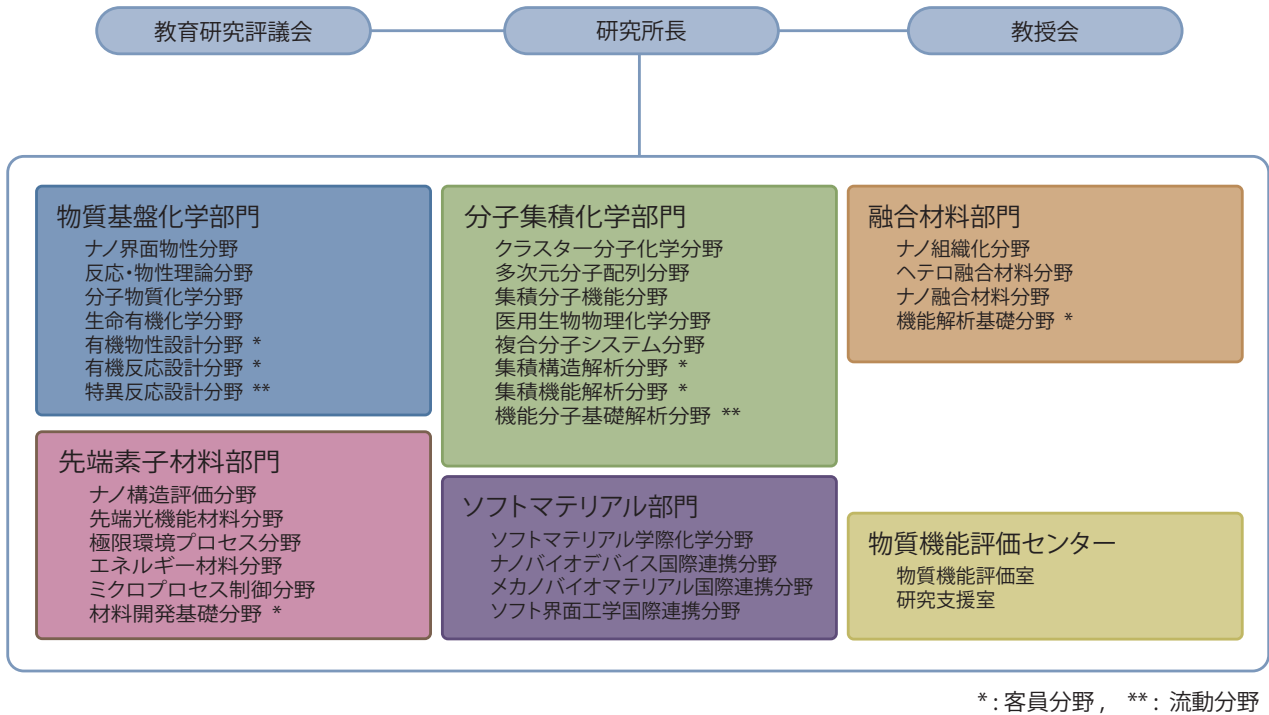 教育研究評議会
研究所長
教授会
物質基盤化学部門
ナノ界面物性分野
反応・物性理論分野
分子物質化学分野
生命有機化学分野
有機物性設計分野 *
有機反応設計分野 *
特異反応設計分野 **
分子集積化学部門
クラスター分子化学分野
多次元分子配列分野
集積分子機能分野
医用生物物理化学分野
複合分子システム分野
集積構造解析分野 *
集積機能解析分野 *
機能分子基礎解析分野 **
融合材料部門
ナノ組織化分野
ヘテロ融合材料分野
ナノ融合材料分野
機能解析基礎分野 *
先端素子材料部門
ナノ構造評価分野
先端光機能材料分野
極限環境プロセス分野
エネルギー材料分野
ミクロプロセス制御分野
材料開発基礎分野 *
ソフトマテリアル部門
ソフトマテリアル学際化学分野
ナノバイオデバイス国際連携分野
メカノバイオマテリアル国際連携分野
ソフト界面工学国際連携分野
物質機能評価センター
物質機能評価室
研究支援室
*:客員分野, **:流動分野